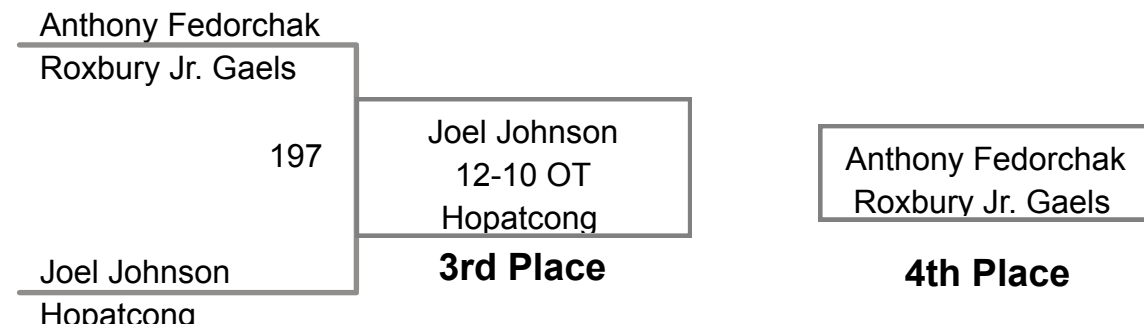 Anthony Fedorchak
Roxbury Jr. Gaels
197
Joel Johnson
Hopatcong
Joel Johnson
12-10 OT
Hopatcong
3rd Place
Anthony Fedorchak
Roxbury Jr. Gaels
4th Place